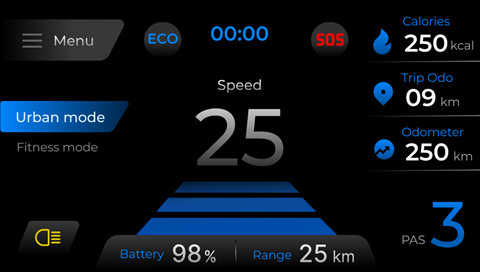 Menu
ECO
00:00
SOS
Calories
250 kcal
Speed
25
Trip Odo
09 km
Urban mode
Fitness mode
Odometer
250 km
PAS 3
Battery 98%
Range 25 km